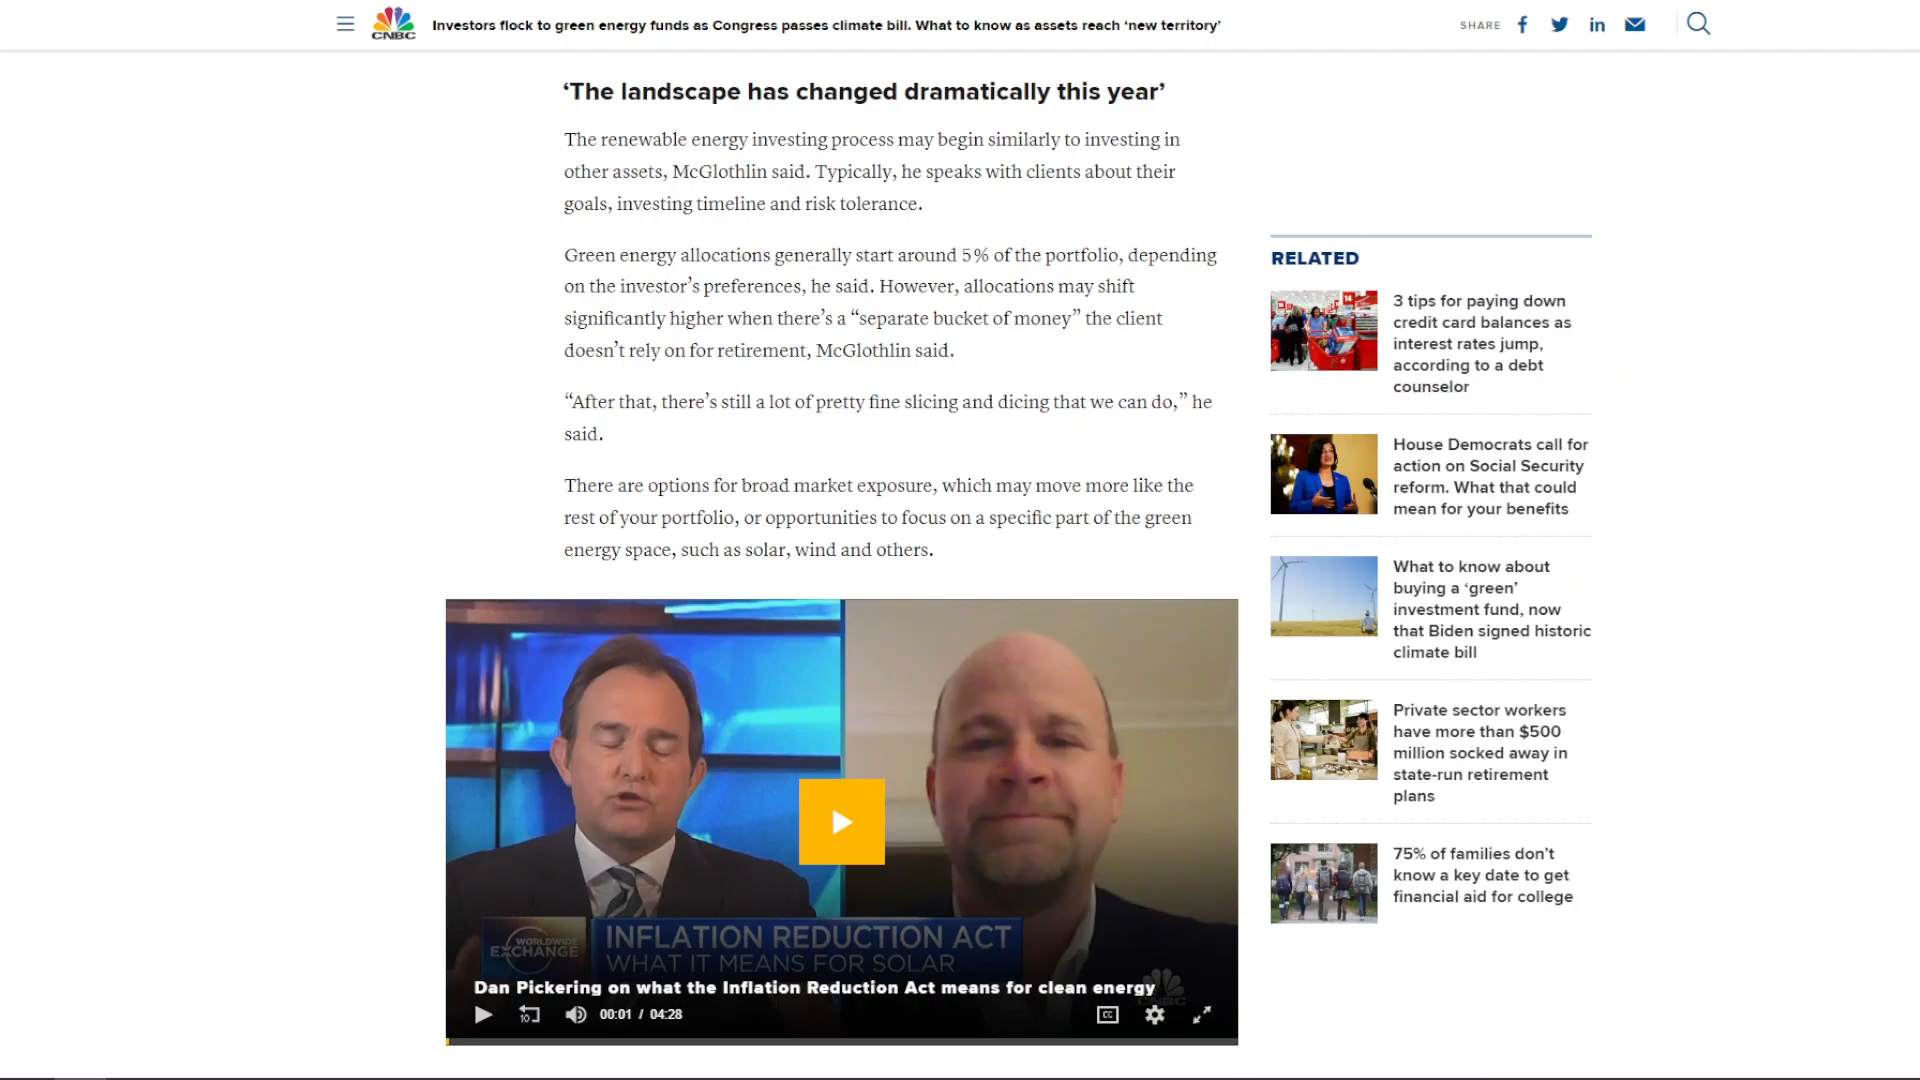 CNBC
Investors flock to green energy funds as Congress passes climate bill. What to know as assets reach ‘new territory’
SHARE
‘The landscape has changed dramatically this year’
The renewable energy investing process may begin similarly to investing in
other assets, McGlothlin said. Typically, he speaks with clients about their
goals, investing timeline and risk tolerance.
Green energy allocations generally start around 5% of the portfolio, depending
on the investor’s preferences, he said. However, allocations may shift
significantly higher when there’s a “separate bucket of money” the client
doesn’t rely on for retirement, McGlothlin said.
“After that, there’s still a lot of pretty fine slicing and dicing that we can do,” he
said.
There are options for broad market exposure, which may move more like the
rest of your portfolio, or opportunities to focus on a specific part of the green
energy space, such as solar, wind and others.
WORLDWIDE
EXCHANGE
INFLATION REDUCTION ACT
WHAT IT MEANS FOR SOLAR
CNBC
Dan Pickering on what the Inflation Reduction Act means for clean energy
10
00:01 / 04:28
CC
RELATED
3 tips for paying down
credit card balances as
interest rates jump,
according to a debt
counselor
House Democrats call for
action on Social Security
reform. What that could
mean for your benefits
What to know about
buying a ‘green’
investment fund, now
that Biden signed historic
climate bill
Private sector workers
have more than $500
million socked away in
state-run retirement
plans
75% of families don’t
know a key date to get
financial aid for college